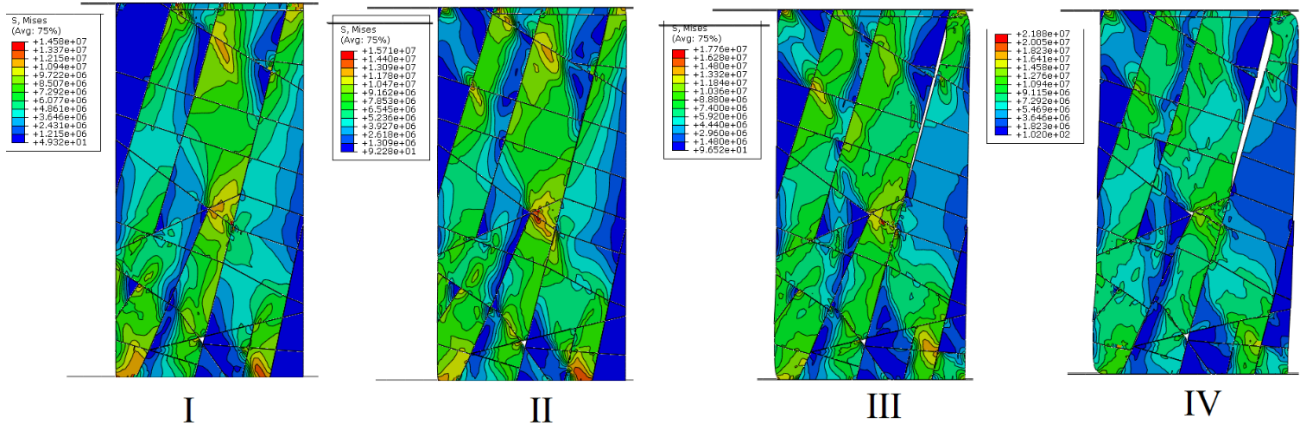 S, Mises
(Avg: 75%)
+1.458e+07
+1.337e+07
+1.215e+07
+1.094e+07
+9.722e+06
+8.507e+06
+7.292e+06
+6.077e+06
+4.861e+06
+3.646e+06
+2.431e+06
+1.215e+06
+4.932e+01
S, Mises
(Avg: 75%)
+1.571e+07
+1.440e+07
+1.309e+07
+1.178e+07
+1.047e+07
+9.162e+06
+7.853e+06
+6.545e+06
+5.236e+06
+3.927e+06
+2.618e+06
+1.309e+06
+9.228e+01
S, Mises
(Avg: 75%)
+1.776e+07
+1.628e+07
+1.480e+07
+1.332e+07
+1.184e+07
+1.036e+07
+8.880e+06
+7.400e+06
+5.920e+06
+4.440e+06
+2.960e+06
+1.480e+06
+9.652e+01
S, Mises
(Avg: 75%)
+2.188e+07
+2.005e+07
+1.823e+07
+1.641e+07
+1.458e+07
+1.276e+07
+1.094e+07
+9.115e+06
+7.292e+06
+5.469e+06
+3.646e+06
+1.823e+06
+1.020e+02
I
II
III
IV